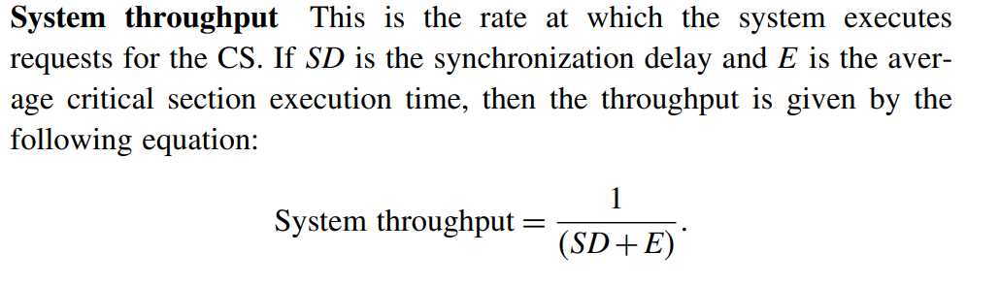 System throughput This is the rate at which the system executes
requests for the CS. If SD is the synchronization delay and E is the aver-
age critical section execution time, then the throughput is given by the
following equation:
System throughput = 1
(SD + E) .